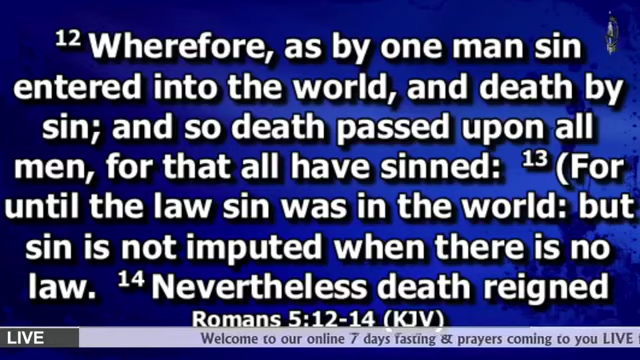 12 Wherefore, as by one man sin
entered into the world, and death by
sin; and so death passed upon all
men, for that all have sinned: 13 (For
until the law sin was in the world: but
sin is not imputed when there is no
law. 14 Nevertheless death reigned
Romans 5:12-14 (KJV)
LIVE Welcome to our online 7 days fasting & prayers coming to you LIVE